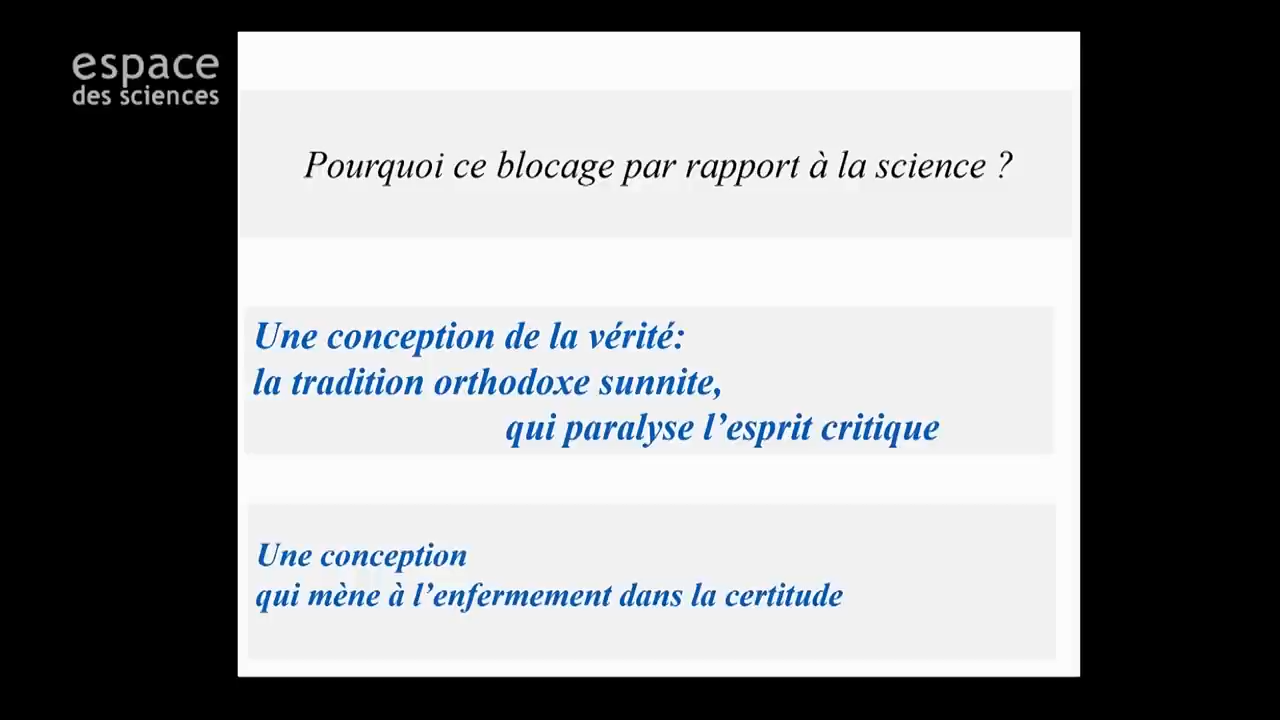 espace
des sciences
Pourquoi ce blocage par rapport à la science ?
Une conception de la vérité:
la tradition orthodoxe sunnite,
qui paralyse l’esprit critique
Une conception
qui mène à l’enfermement dans la certitude